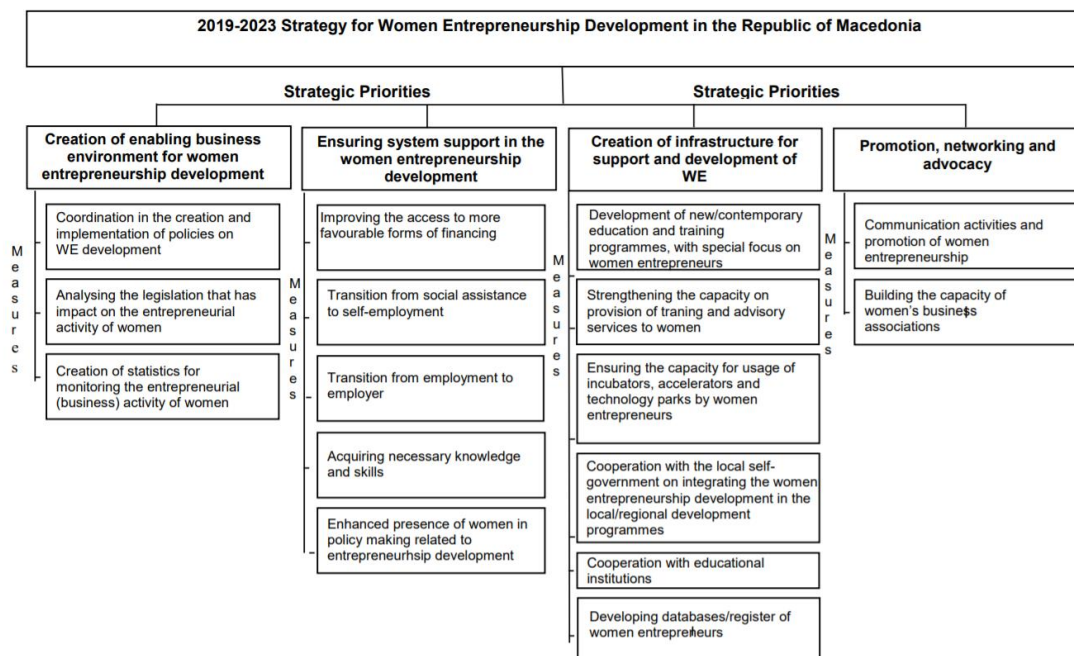 2019-2023 Strategy for Women Entrepreneurship Development in the Republic of Macedonia
Strategic Priorities
Strategic Priorities
Creation of enabling business
environment for women
entrepreneurship development
Measures
Coordination in the creation and
implementation of policies on
WE development
Analysing the legislation that has
impact on the entrepreneurial
activity of women
Creation of statistics for
monitoring the entrepreneurial
(business) activity of women
Ensuring system support in the
women entrepreneurship
development
Measures
Improving the access to more
favourable forms of financing
Transition from social assistance
to self-employment
Transition from employment to
employer
Acquiring necessary knowledge
and skills
Enhanced presence of women in
policy making related to
entrepreneurhsip development
Creation of infrastructure for
support and development of
WE
Measures
Development of new/contemporary
education and training
programmes, with special focus on
women entrepreneurs
Strengthening the capacity on
provision of traning and advisory
services to women
Ensuring the capacity for usage of
incubators, accelerators and
technology parks by women
entrepreneurs
Cooperation with the local self-
government on integrating the women
entrepreneurship development in the
local/regional development
programmes
Cooperation with educational
institutions
Developing databases/register of
women entrepreneurs
Promotion, networking and
advocacy
Measures
Communication activities and
promotion of women
entrepreneurship
Building the capacity of
women's business
associations